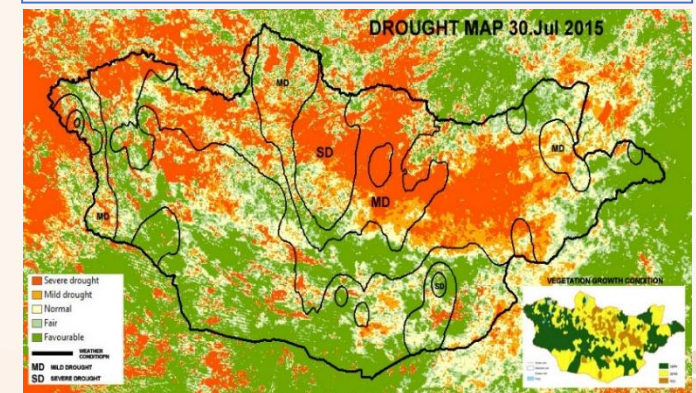 DROUGHT MAP 30.Jul 2015
MD
SD
MD
MD
MD
SD
Severe drought
Mild drought
Normal
Fair
Favourable
WEATHER
MD MILD DROUGHT
SD SEVERE DROUGHT
VEGETATION GROWTH CONDITION